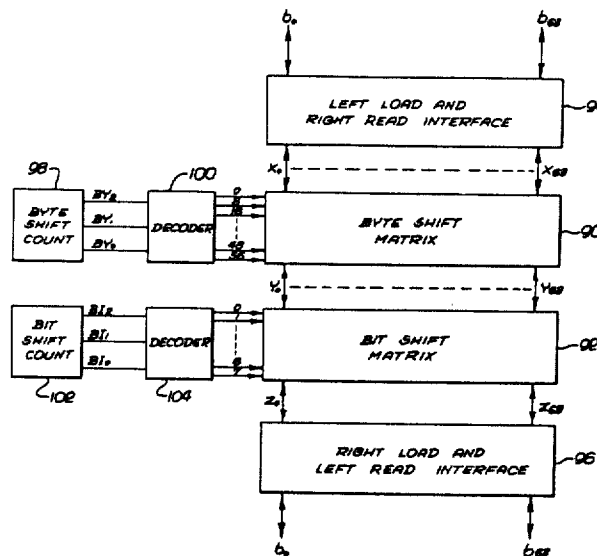 b₀ b₆₃
LEFT LOAD AND
RIGHT READ INTERFACE
X₀ X₆₃
98 100
BYTE
SHIFT
COUNT
BY₂
BY₁
BY₀
DECODER
0
8
16
48
56
BYTE SHIFT
MATRIX
90
Y₀ Y₆₃
BIT
SHIFT
COUNT
BI₂
BI₁
BI₀
DECODER
0
1
6
7
BIT SHIFT
MATRIX
92
102 104
Z₀ Z₆₃
RIGHT LOAD AND
LEFT READ INTERFACE
96
b₀ b₆₃